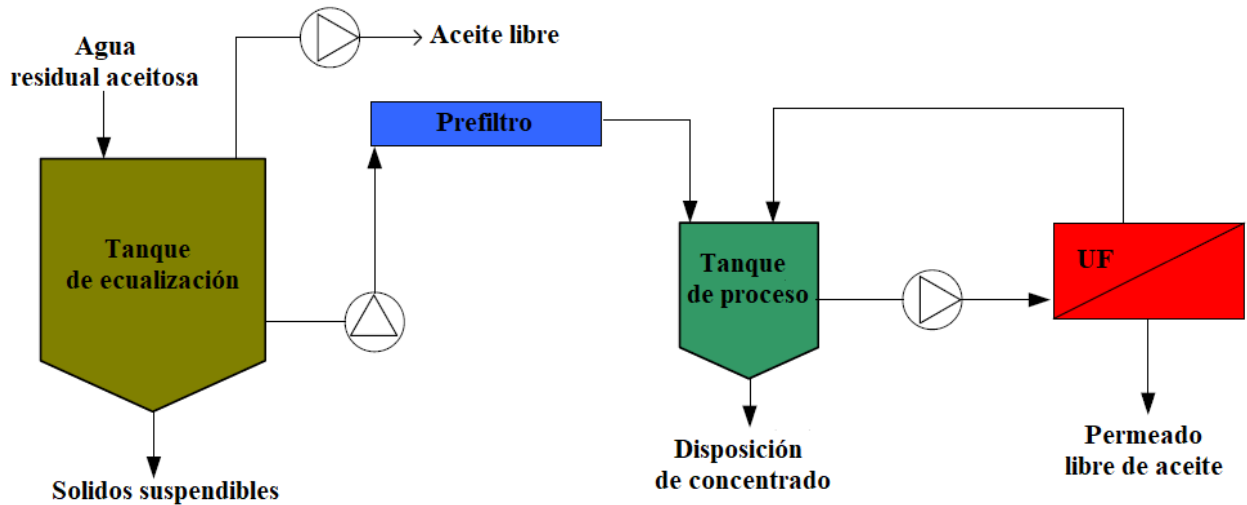 Agua
residual aceitosa
Aceite libre
Prefiltro
Tanque
de ecualización
Tanque
de proceso
UF
Solidos suspendibles
Disposición
de concentrado
Permeado
libre de aceite